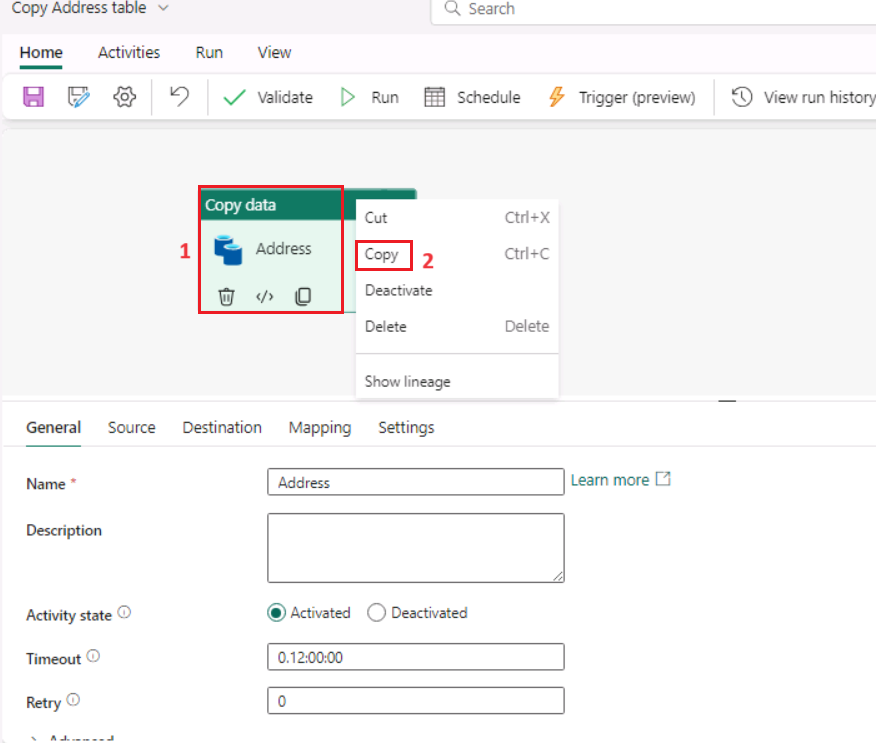 Copy Address table
Search
Home Activities Run View
Validate Run Schedule Trigger (preview) View run history
Copy data
1 Address
</>
Cut Ctrl+X
Copy 2 Ctrl+C
Deactivate
Delete Delete
Show lineage
General Source Destination Mapping Settings
Name * Address Learn more
Description
Activity state Activated Deactivated
Timeout 0.12:00:00
Retry 0
Advanced